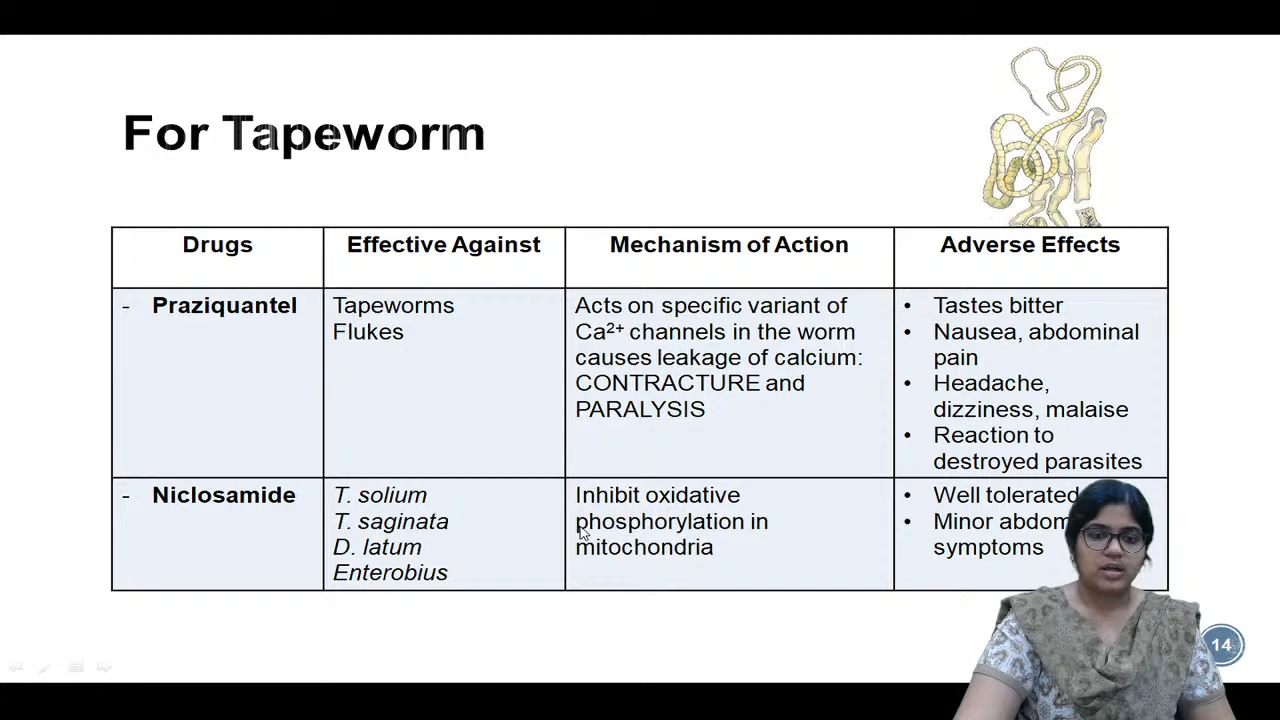 For Tapeworm
Drugs
Effective Against
Mechanism of Action
Adverse Effects
- Praziquantel
Tapeworms
Flukes
Acts on specific variant of
Ca²⁺ channels in the worm
causes leakage of calcium:
CONTRACTURE and
PARALYSIS
• Tastes bitter
• Nausea, abdominal
pain
• Headache,
dizziness, malaise
• Reaction to
destroyed parasites
- Niclosamide
T. solium
T. saginata
D. latum
Enterobius
Inhibit oxidative
phosphorylation in
mitochondria
• Well tolerated
• Minor
symptoms
14